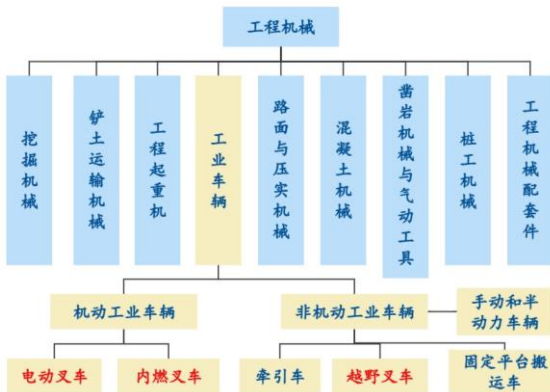 工程机械
挖掘机械
铲土运输机械
工程起重机
工业车辆
路面与压实机械
混凝土机械
凿岩机械与气动工具
桩工机械
工程机械配套件
机动工业车辆
非机动工业车辆
手动和半
动力车辆
电动叉车
内燃叉车
牵引车
越野叉车
固定平台搬
运车